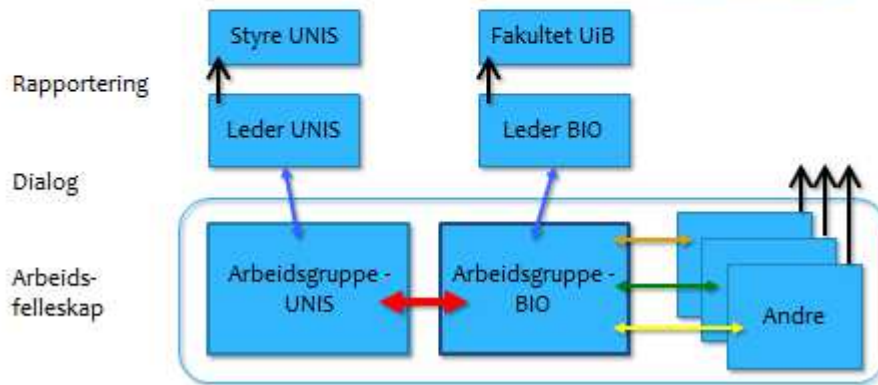 Styre UNIS
Fakultet UiB
Rapportering
Leder UNIS
Leder BIO
Dialog
Arbeids-
felleskap
Arbeidsgruppe -
UNIS
Arbeidsgruppe -
BIO
Andre